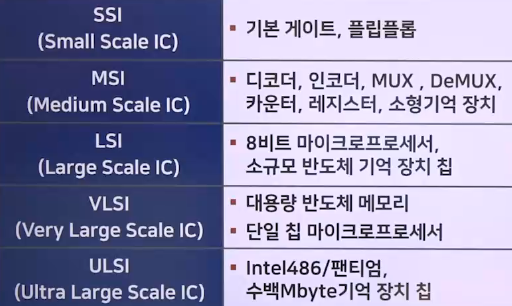 SSI
(Small Scale IC)
▪ 기본 게이트, 플립플롭
MSI
(Medium Scale IC)
▪ 디코더, 인코더, MUX , DeMUX,
카운터, 레지스터, 소형기억 장치
LSI
(Large Scale IC)
▪ 8비트 마이크로프로세서,
소규모 반도체 기억 장치 칩
VLSI
(Very Large Scale IC)
▪ 대용량 반도체 메모리
▪ 단일 칩 마이크로프로세서
ULSI
(Ultra Large Scale IC)
▪ Intel486/팬티엄,
수백Mbyte기억 장치 칩